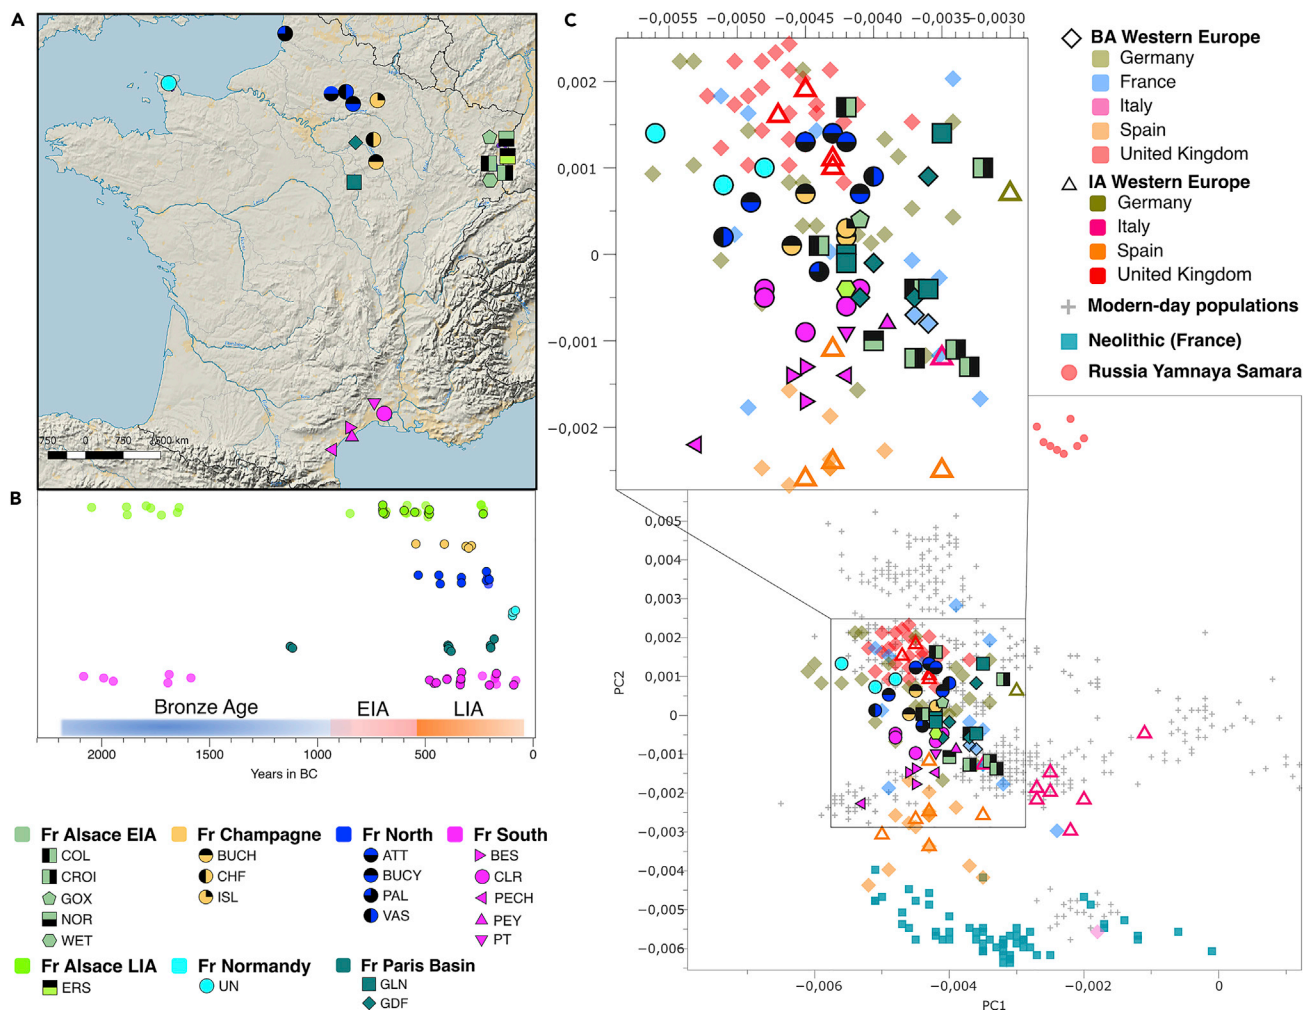 A
750 0 750 1500 km
B
Bronze Age EIA LIA
2000 1500 1000 500 0
Years in BC
Fr Alsace EIA
COL
CROI
GOX
NOR
WET
Fr Alsace LIA
ERS
Fr Champagne
BUCH
CHF
ISL
Fr Normandy
UN
Fr North
ATT
BUCY
PAL
VAS
Fr Paris Basin
GLN
GDF
Fr South
BES
CLR
PECH
PEY
PT
C
−0,0055 −0,0050 −0,0045 −0,0040 −0,0035 −0,0030
0,002
0,001
0
−0,001
−0,002
BA Western Europe
Germany
France
Italy
Spain
United Kingdom
IA Western Europe
Germany
Italy
Spain
United Kingdom
Modern-day populations
Neolithic (France)
Russia Yamnaya Samara
0,005
0,004
0,003
0,002
0,001
0
−0,001
−0,002
−0,003
−0,004
−0,005
−0,006
PC2
−0,006 −0,004 −0,002 0
PC1